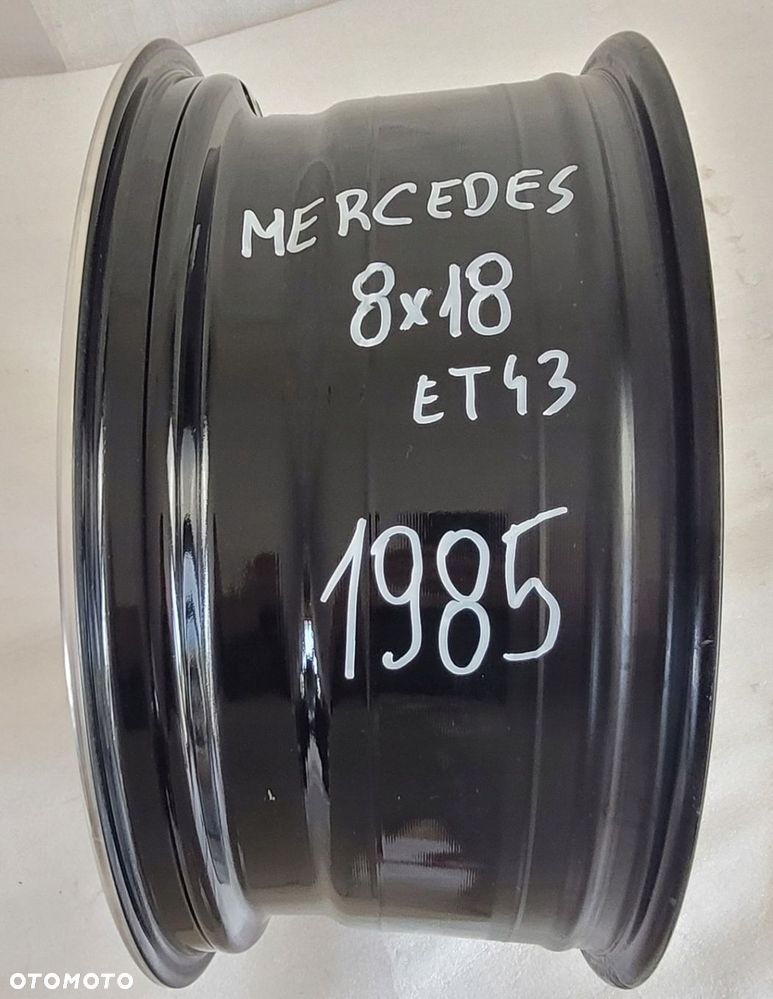 MERCEDES
8x18
ET43
1985
OTOMOTO